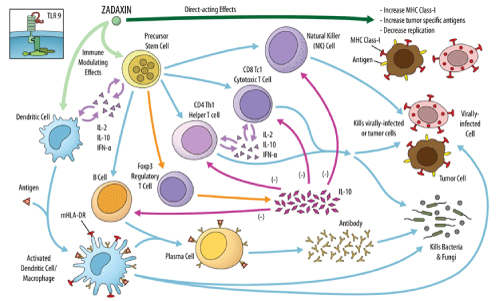 TLR 9
ZADAXIN
Direct-acting Effects
- Increase MHC Class-I
- Increase tumor specific antigens
- Decrease replication
Immune
Modulating
Effects
Precursor
Stem Cell
Natural Killer
(NK) Cell
MHC Class-I
Antigen
CD8 Tc1
Cytotoxic T Cell
Dendritic Cell
IL-2
IL-10
IFN-α
CD4 Th1
Helper T cell
IL-2
IL-10
IFN-α
Kills virally-infected
or tumor cells
Virally-
infected
Cell
Tumor Cell
Foxp3
Regulatory
T Cell
B Cell
Antigen
mHLA-DR
(-)
(-)
(-)
(-)
IL-10
Antibody
Plasma Cell
Kills Bacteria
& Fungi
Activated
Dendritic Cell/
Macrophage